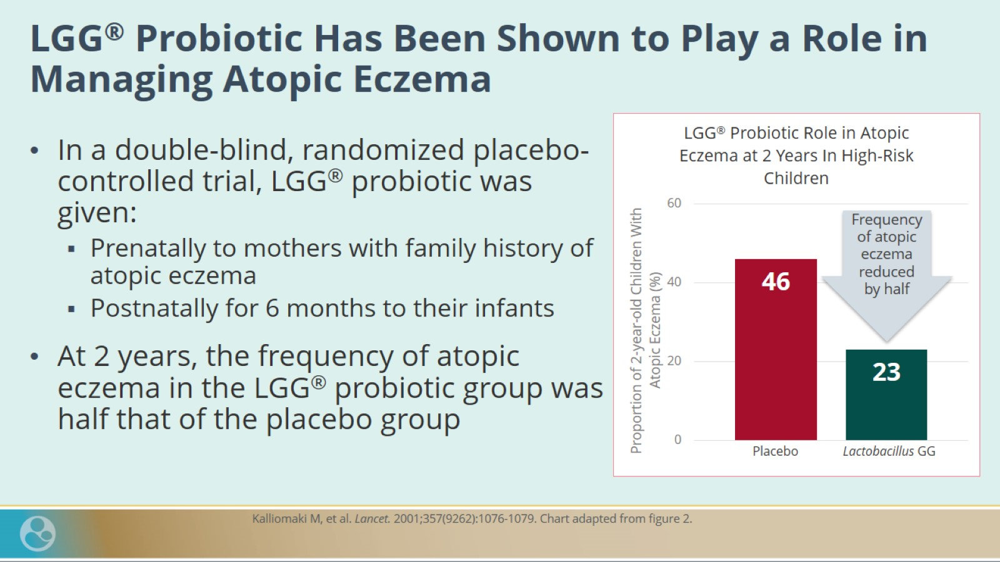 LGG® Probiotic Has Been Shown to Play a Role in
Managing Atopic Eczema
• In a double-blind, randomized placebo-
controlled trial, LGG® probiotic was
given:
▪ Prenatally to mothers with family history of
atopic eczema
▪ Postnatally for 6 months to their infants
• At 2 years, the frequency of atopic
eczema in the LGG® probiotic group was
half that of the placebo group
LGG® Probiotic Role in Atopic
Eczema at 2 Years In High-Risk
Children
Proportion of 2-year-old Children With
Atopic Eczema (%)
60
40
20
0
46
23
Frequency
of atopic
eczema
reduced
by half
Placebo
Lactobacillus GG
Kalliomaki M, et al. Lancet. 2001;357(9262):1076-1079. Chart adapted from figure 2.